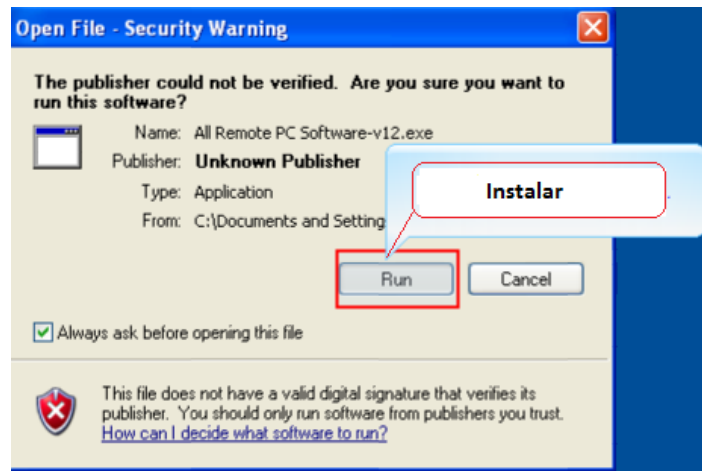 Open File - Security Warning
The publisher could not be verified. Are you sure you want to
run this software?
Name: All Remote PC Software-v12.exe
Publisher: Unknown Publisher
Type: Application
From: C:\Documents and Setting
Instalar
Run Cancel
Always ask before opening this file
This file does not have a valid digital signature that verifies its
publisher. You should only run software from publishers you trust.
How can I decide what software to run?